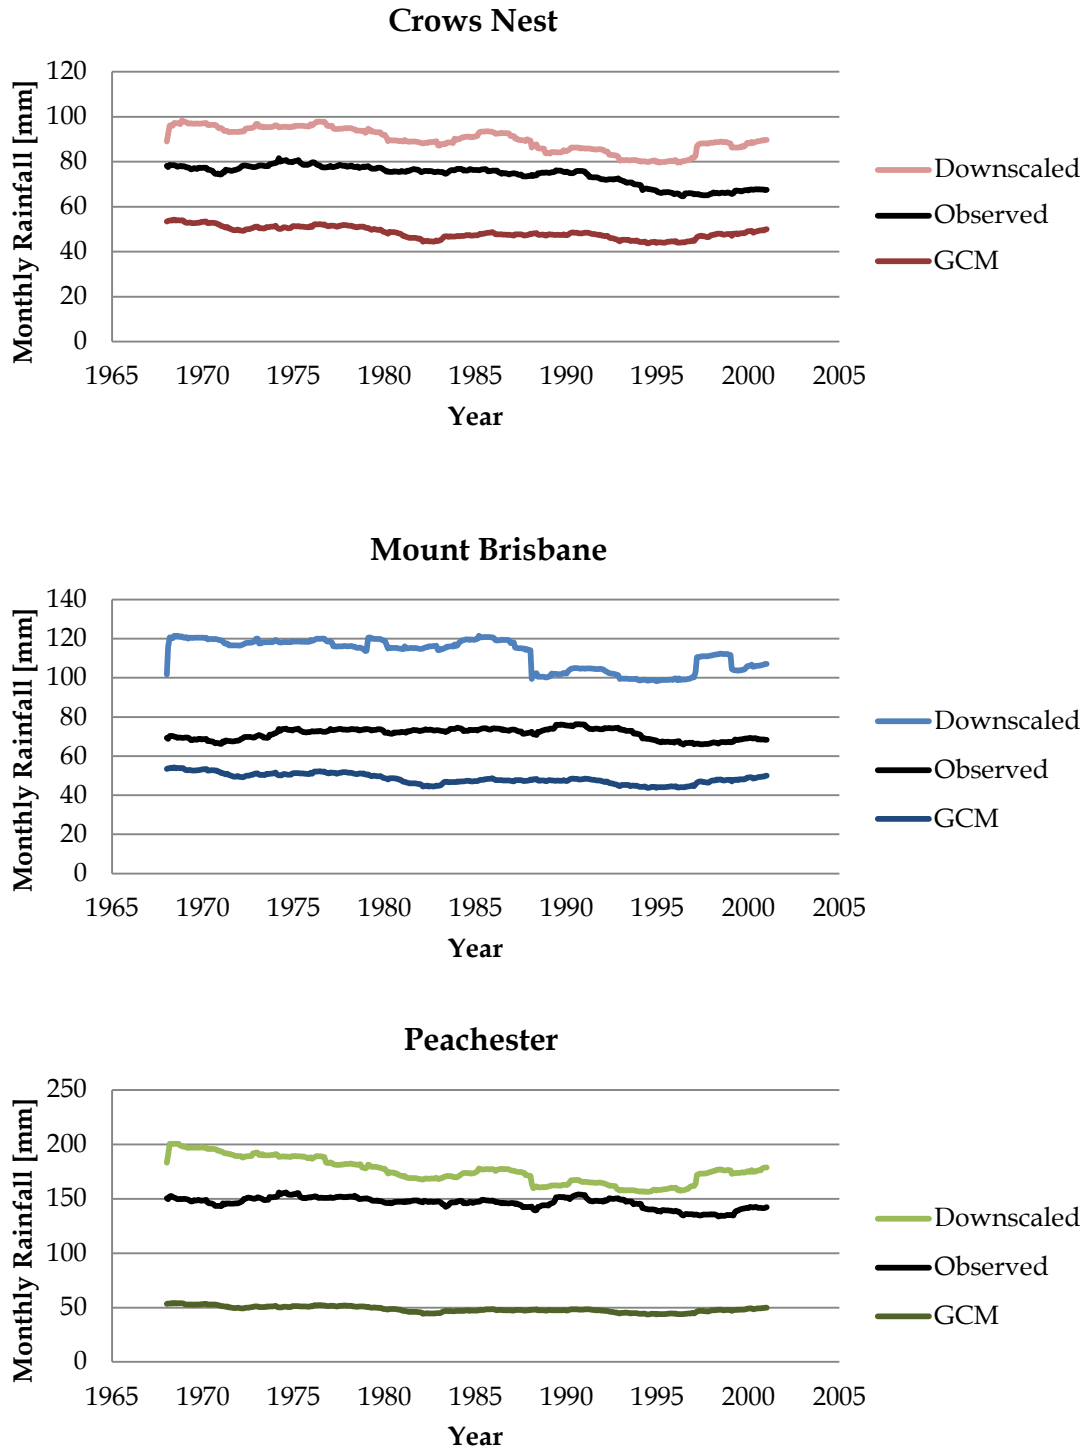 Crows Nest
Monthly Rainfall [mm]
120
100
80
60
40
20
0
1965 1970 1975 1980 1985 1990 1995 2000 2005
Year
Downscaled
Observed
GCM
Mount Brisbane
Monthly Rainfall [mm]
140
120
100
80
60
40
20
0
1965 1970 1975 1980 1985 1990 1995 2000 2005
Year
Downscaled
Observed
GCM
Peachester
Monthly Rainfall [mm]
250
200
150
100
50
0
1965 1970 1975 1980 1985 1990 1995 2000 2005
Year
Downscaled
Observed
GCM